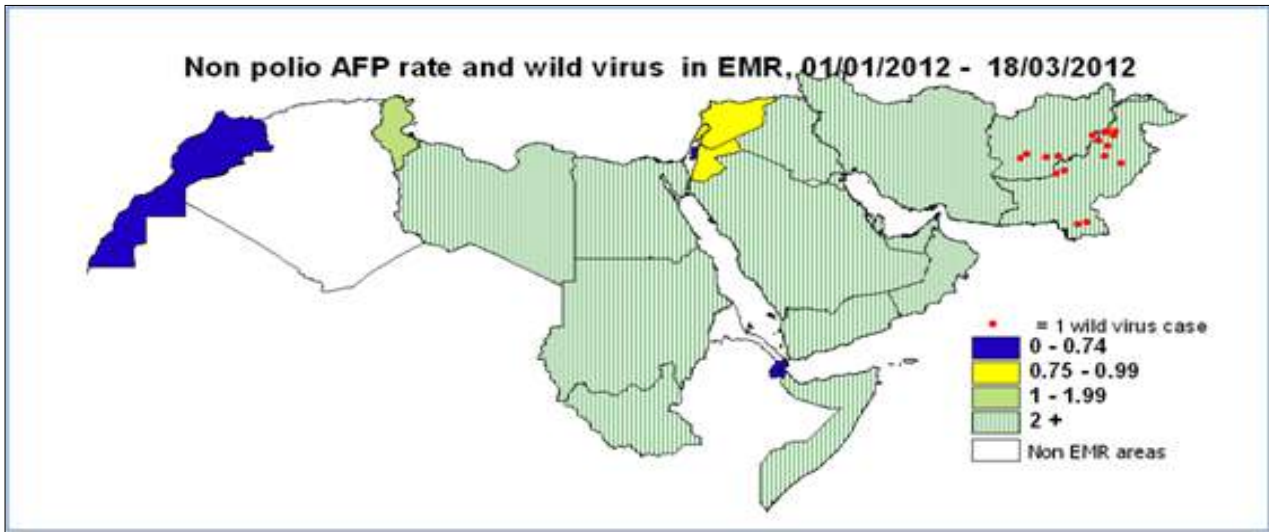 Non polio AFP rate and wild virus in EMR, 01/01/2012 - 18/03/2012
= 1 wild virus case
0 - 0.74
0.75 - 0.99
1 - 1.99
2 +
Non EMR areas